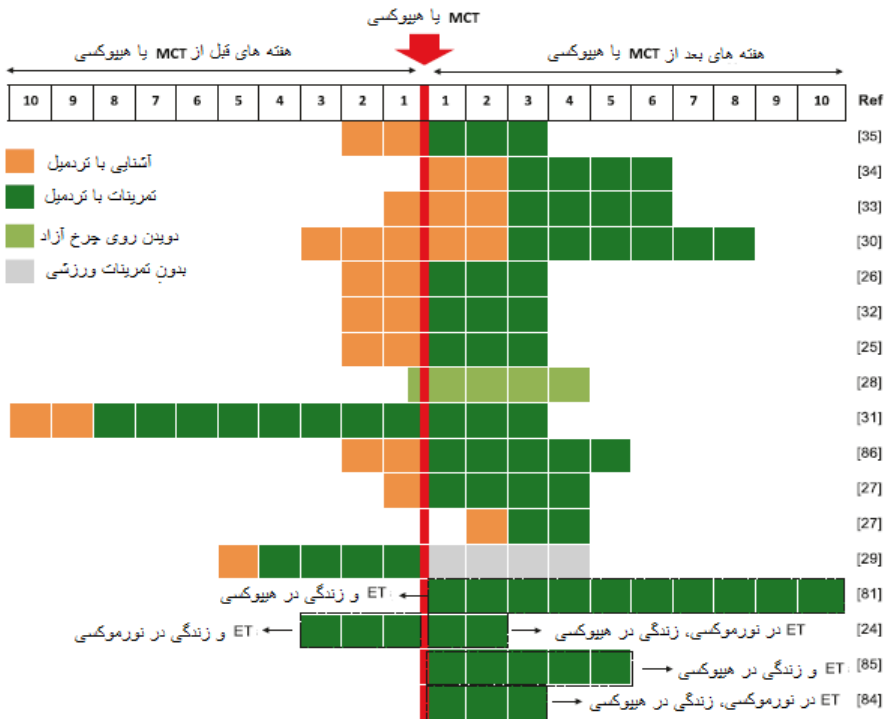 MCT یا هیپوکسی
هفته های قبل از MCT یا هیپوکسی
هفته های بعد از MCT یا هیپوکسی
10 9 8 7 6 5 4 3 2 1 1 2 3 4 5 6 7 8 9 10 Ref
[35]
آشنایی با تردمیل
[34]
تمرینات با تردمیل
[33]
دویدن روی چرخ آزاد
[30]
بدون تمرینات ورزشی
[26]
[32]
[25]
[28]
[31]
[86]
[27]
[27]
[29]
ET و زندگی در هیپوکسی
[81]
ET و زندگی در نورموکسی
ET در نورموکسی، زندگی در هیپوکسی
[24]
ET و زندگی در هیپوکسی
[85]
ET در نورموکسی، زندگی در هیپوکسی
[84]